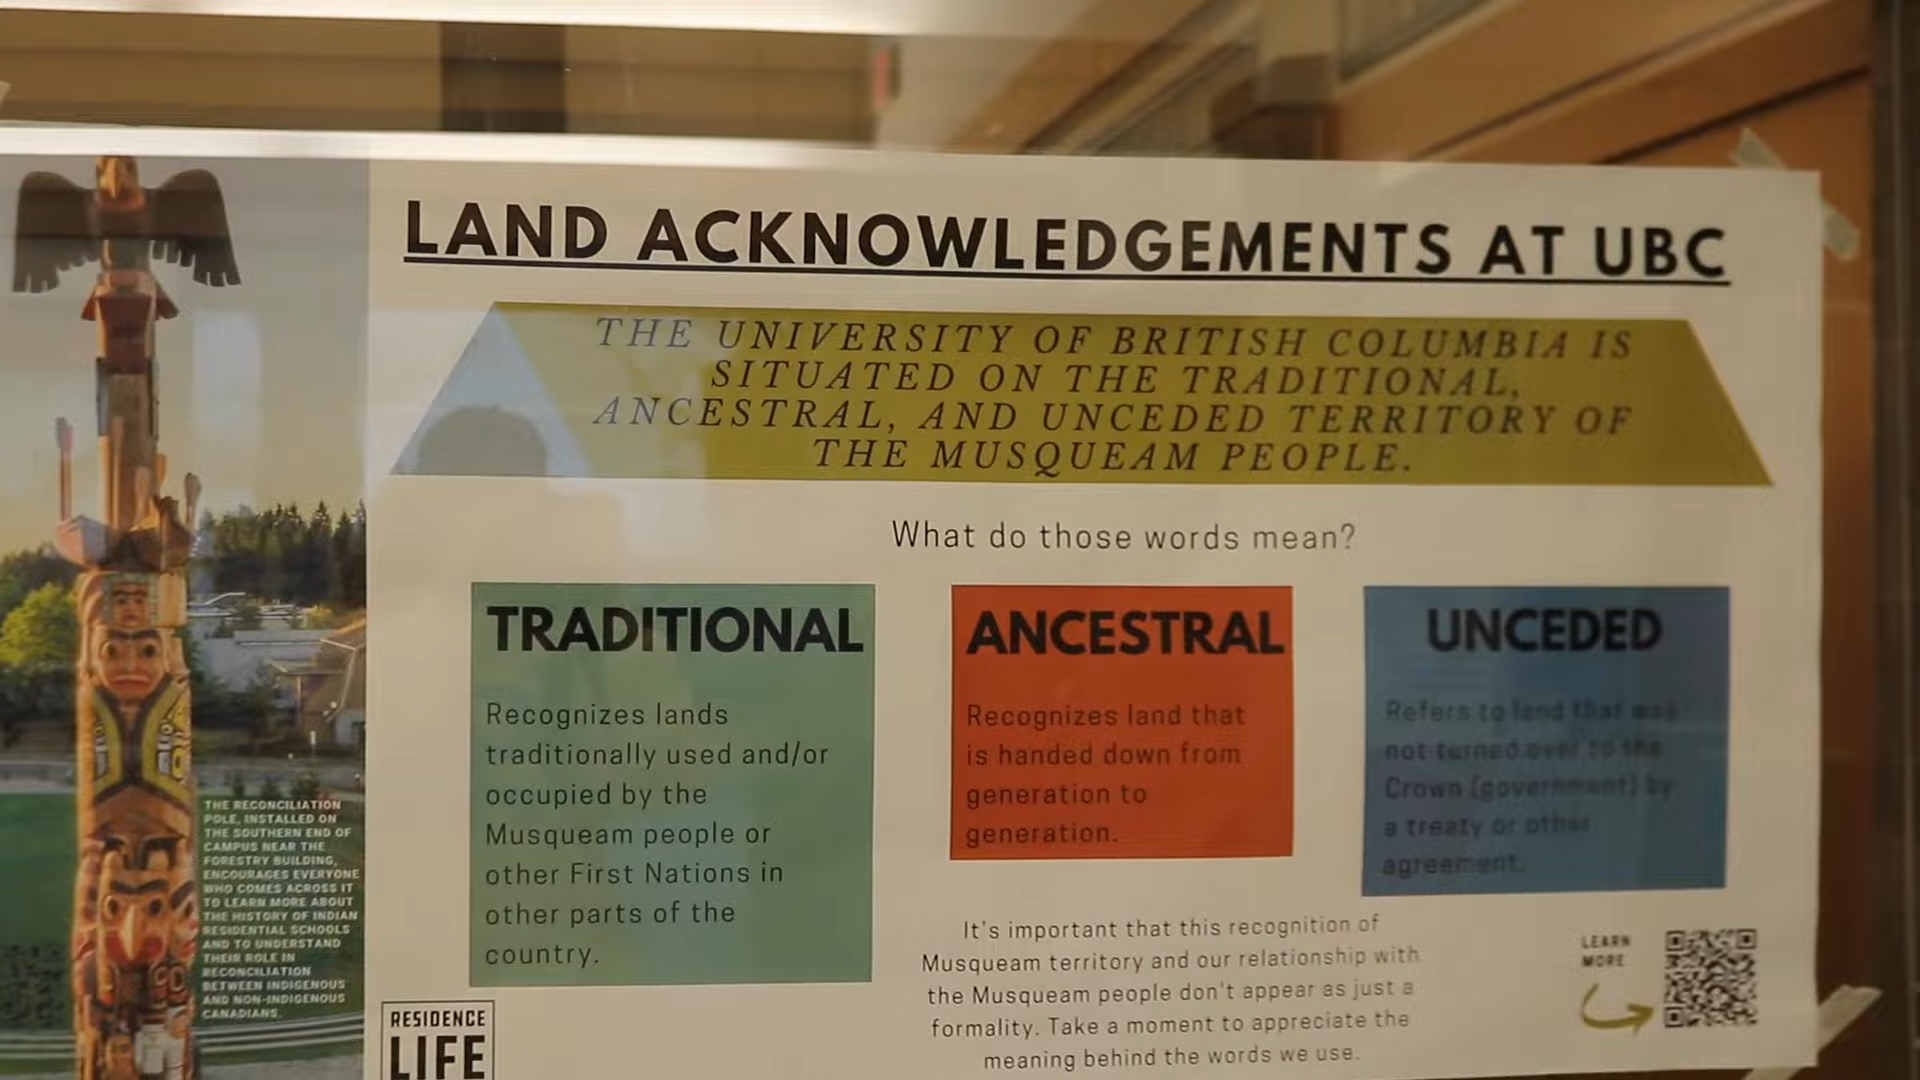 LAND ACKNOWLEDGEMENTS AT UBC
THE UNIVERSITY OF BRITISH COLUMBIA IS
SITUATED ON THE TRADITIONAL,
ANCESTRAL, AND UNCEDED TERRITORY OF
THE MUSQUEAM PEOPLE.
What do those words mean?
TRADITIONAL
Recognizes lands
traditionally used and/or
occupied by the
Musqueam people or
other First Nations in
other parts of the
country.
ANCESTRAL
Recognizes land that
is handed down from
generation to
generation.
UNCEDED
Refers to land that was
not turned over to the
Crown (government) by
a treaty or other
agreement.
It's important that this recognition of
Musqueam territory and our relationship with
the Musqueam people don't appear as just a
formality. Take a moment to appreciate the
meaning behind the words we use.
LEARN
MORE
THE RECONCILIATION
POLE, INSTALLED ON
THE SOUTHERN END OF
CAMPUS NEAR THE
FORESTRY BUILDING,
ENCOURAGES EVERYONE
WHO COMES ACROSS IT
TO LEARN MORE ABOUT
THE HISTORY OF INDIAN
RESIDENTIAL SCHOOLS
AND TO UNDERSTAND
THEIR ROLE IN
RECONCILIATION
BETWEEN INDIGENOUS
AND NON-INDIGENOUS
CANADIANS.
RESIDENCE
LIFE